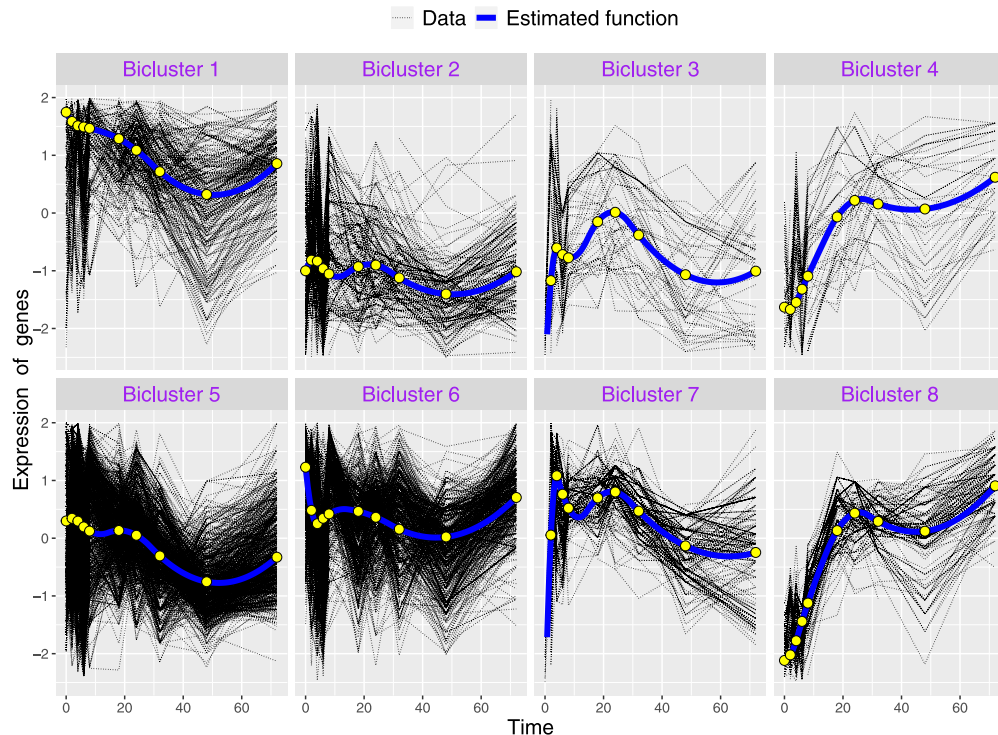 Data Estimated function
Bicluster 1 Bicluster 2 Bicluster 3 Bicluster 4
2
1
0
−1
−2
Bicluster 5 Bicluster 6 Bicluster 7 Bicluster 8
2
1
0
−1
−2
0 20 40 60 0 20 40 60 0 20 40 60 0 20 40 60
Time
Expression of genes